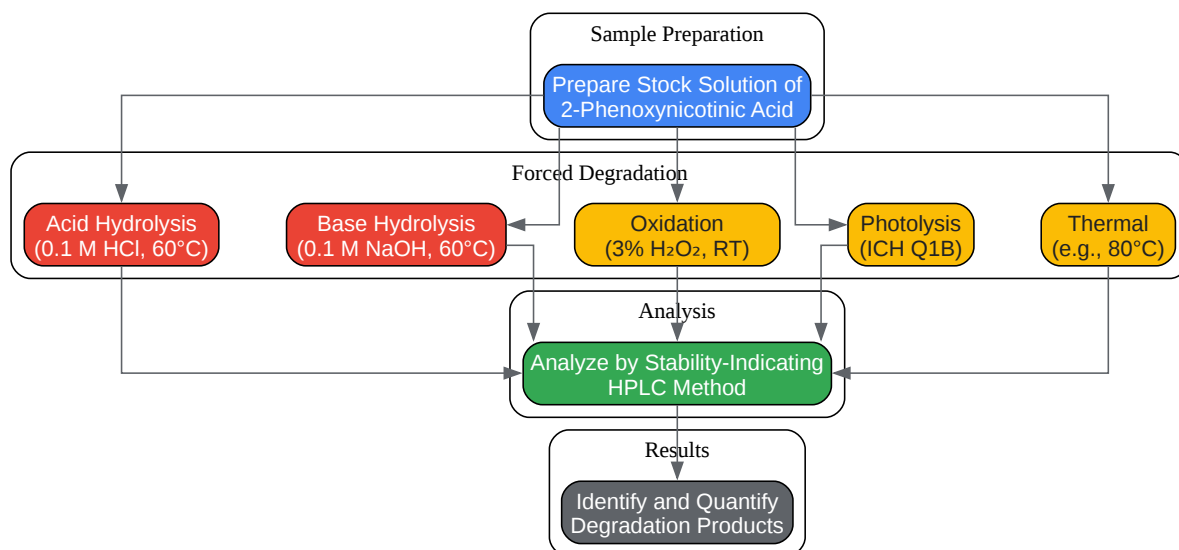 Sample Preparation
Prepare Stock Solution of
2-Phenoxynicotinic Acid
Forced Degradation
Acid Hydrolysis
(0.1 M HCl, 60°C)
Base Hydrolysis
(0.1 M NaOH, 60°C)
Oxidation
(3% H₂O₂, RT)
Photolysis
(ICH Q1B)
Thermal
(e.g., 80°C)
Analysis
Analyze by Stability-Indicating
HPLC Method
Results
Identify and Quantify
Degradation Products